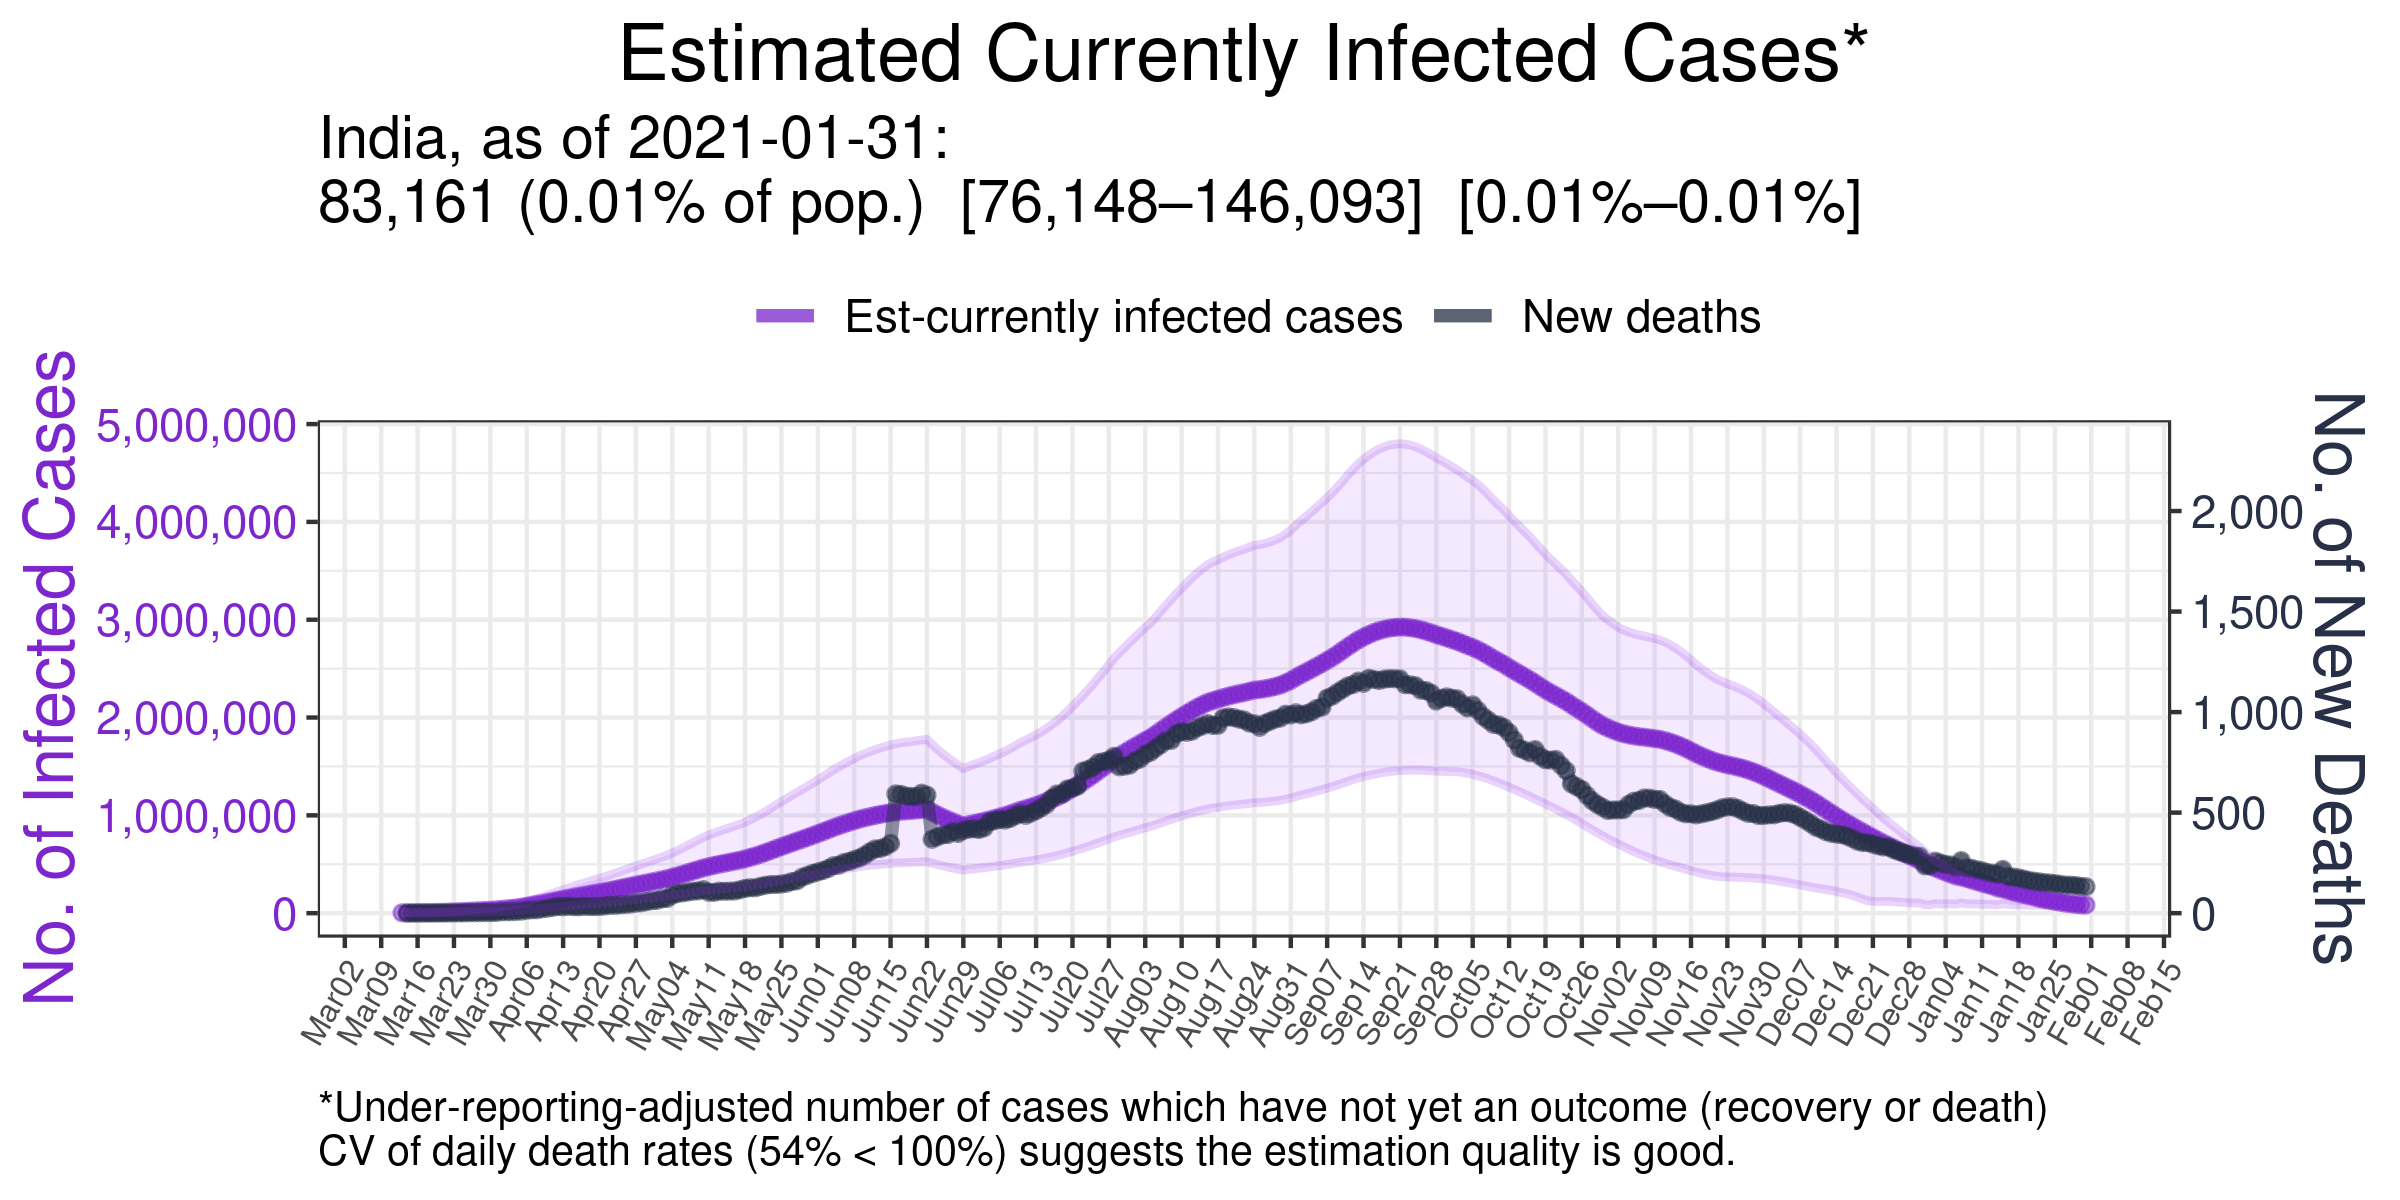 Estimated Currently Infected Cases*
India, as of 2021-01-31:
83,161 (0.01% of pop.) [76,148–146,093] [0.01%–0.01%]
Est-currently infected cases
New deaths
No. of Infected Cases
5,000,000
4,000,000
3,000,000
2,000,000
1,000,000
0
2,000
1,500
1,000
500
0
No. of New Deaths
Mar02
Mar09
Mar16
Mar23
Mar30
Apr06
Apr13
Apr20
Apr27
May04
May11
May18
May25
Jun01
Jun08
Jun15
Jun22
Jun29
Jul06
Jul13
Jul20
Jul27
Aug03
Aug10
Aug17
Aug24
Aug31
Sep07
Sep14
Sep21
Sep28
Oct05
Oct12
Oct19
Oct26
Nov02
Nov09
Nov16
Nov23
Nov30
Dec07
Dec14
Dec21
Dec28
Jan04
Jan11
Jan18
Jan25
Feb01
Feb08
Feb15
*Under-reporting-adjusted number of cases which have not yet an outcome (recovery or death)
CV of daily death rates (54% < 100%) suggests the estimation quality is good.